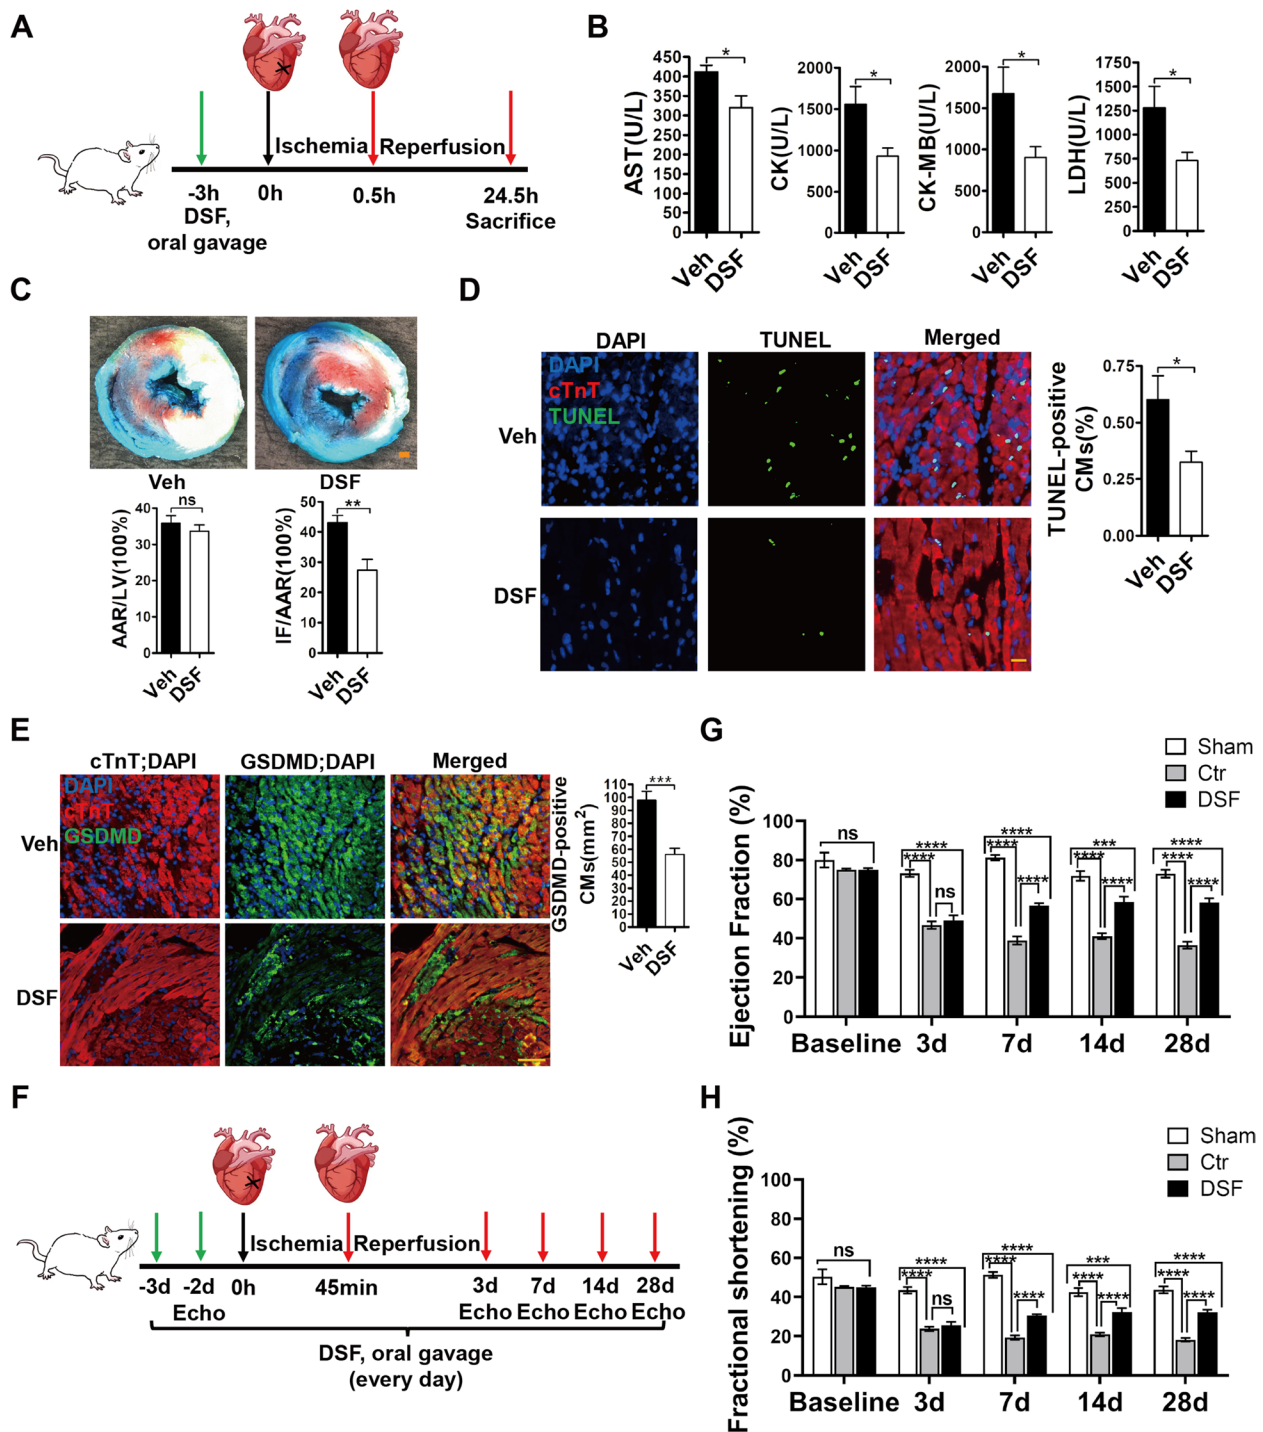 A
Ischemia
Reperfusion
-3h
0h
0.5h
24.5h
DSF,
Sacrifice
oral gavage
B
AST(U/L)
450
400
350
300
250
200
150
100
50
0
*
Veh
DSF
CK(U/L)
2000
1500
1000
500
0
*
Veh
DSF
CK-MB(U/L)
2000
1500
1000
500
0
*
Veh
DSF
LDH(U/L)
1750
1500
1250
1000
750
500
250
0
*
Veh
DSF
C
Veh
DSF
AAR/LV(100%)
40
30
20
10
0
ns
Veh
DSF
IF/AAR(100%)
50
40
30
20
10
0
**
Veh
DSF
D
DAPI
TUNEL
Merged
DAPI
cTnT
TUNEL
Veh
DSF
TUNEL-positive
CMs(%)
0.75
0.50
0.25
0.00
*
Veh
DSF
E
cTnT;DAPI
GSDMD;DAPI
Merged
DAPI
cTnT
GSDMD
Veh
DSF
GSDMD-positive
CMs(mm²)
110
100
90
80
70
60
50
40
30
20
10
0
***
Veh
DSF
F
Ischemia
Reperfusion
-3d
-2d
0h
45min
3d
7d
14d
28d
Echo
Echo
Echo
Echo
Echo
DSF, oral gavage
(every day)
G
Sham
Ctr
DSF
Ejection Fraction (%)
100
80
60
40
20
0
ns
****
****
ns
****
****
****
***
****
****
****
****
****
Baseline
3d
7d
14d
28d
H
Sham
Ctr
DSF
Fractional shortening (%)
100
80
60
40
20
0
ns
****
****
ns
****
****
****
***
****
****
****
****
****
Baseline
3d
7d
14d
28d